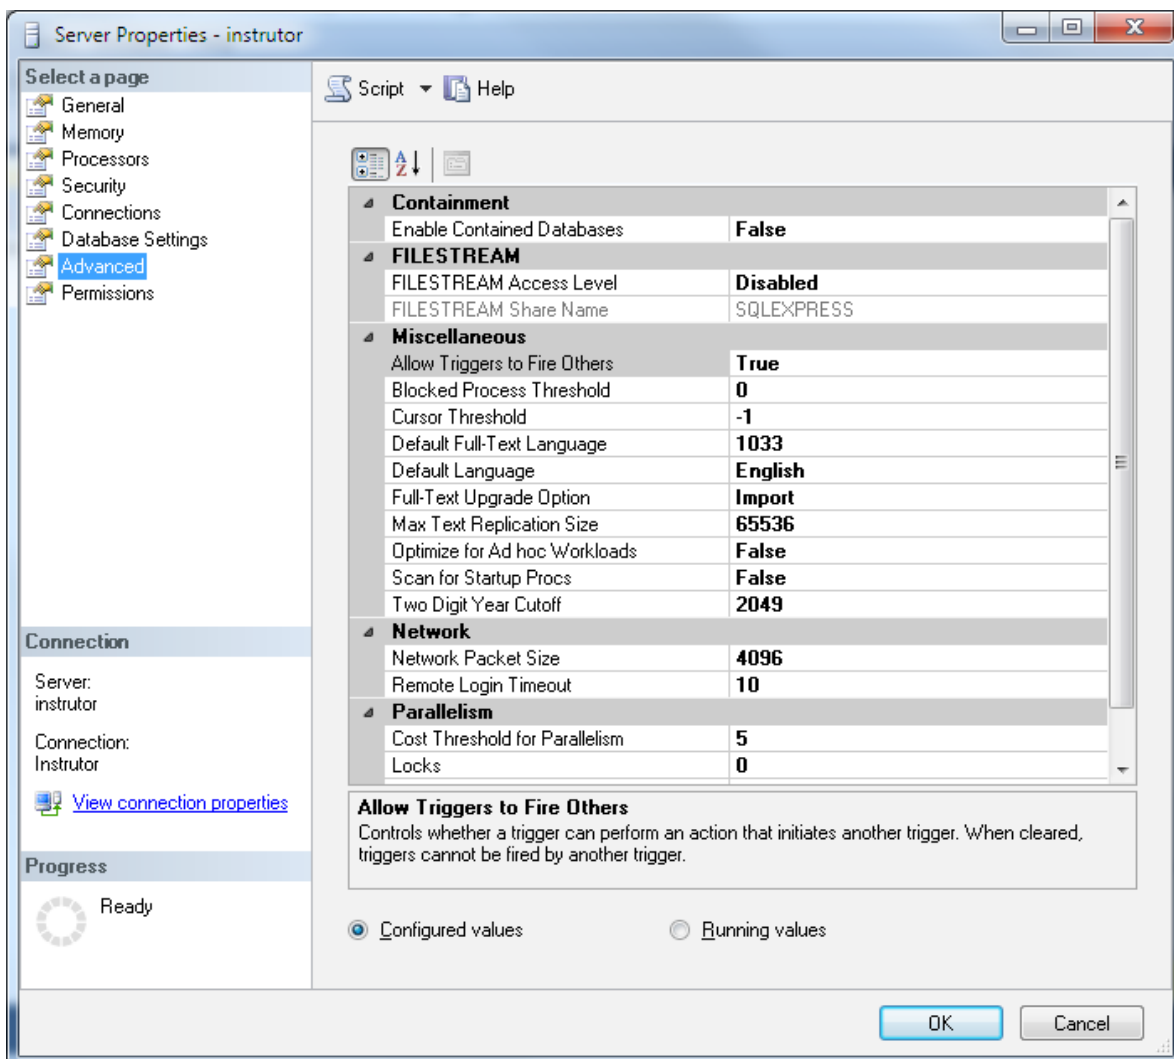 Server Properties - instrutor
Select a page
General
Memory
Processors
Security
Connections
Database Settings
Advanced
Permissions
Connection
Server:
instrutor
Connection:
Instrutor
View connection properties
Progress
Ready
Script Help
Containment
Enable Contained Databases False
FILESTREAM
FILESTREAM Access Level Disabled
FILESTREAM Share Name SQLEXPRESS
Miscellaneous
Allow Triggers to Fire Others True
Blocked Process Threshold 0
Cursor Threshold -1
Default Full-Text Language 1033
Default Language English
Full-Text Upgrade Option Import
Max Text Replication Size 65536
Optimize for Ad hoc Workloads False
Scan for Startup Procs False
Two Digit Year Cutoff 2049
Network
Network Packet Size 4096
Remote Login Timeout 10
Parallelism
Cost Threshold for Parallelism 5
Locks 0
Allow Triggers to Fire Others
Controls whether a trigger can perform an action that initiates another trigger. When cleared,
triggers cannot be fired by another trigger.
Configured values Running values
OK Cancel